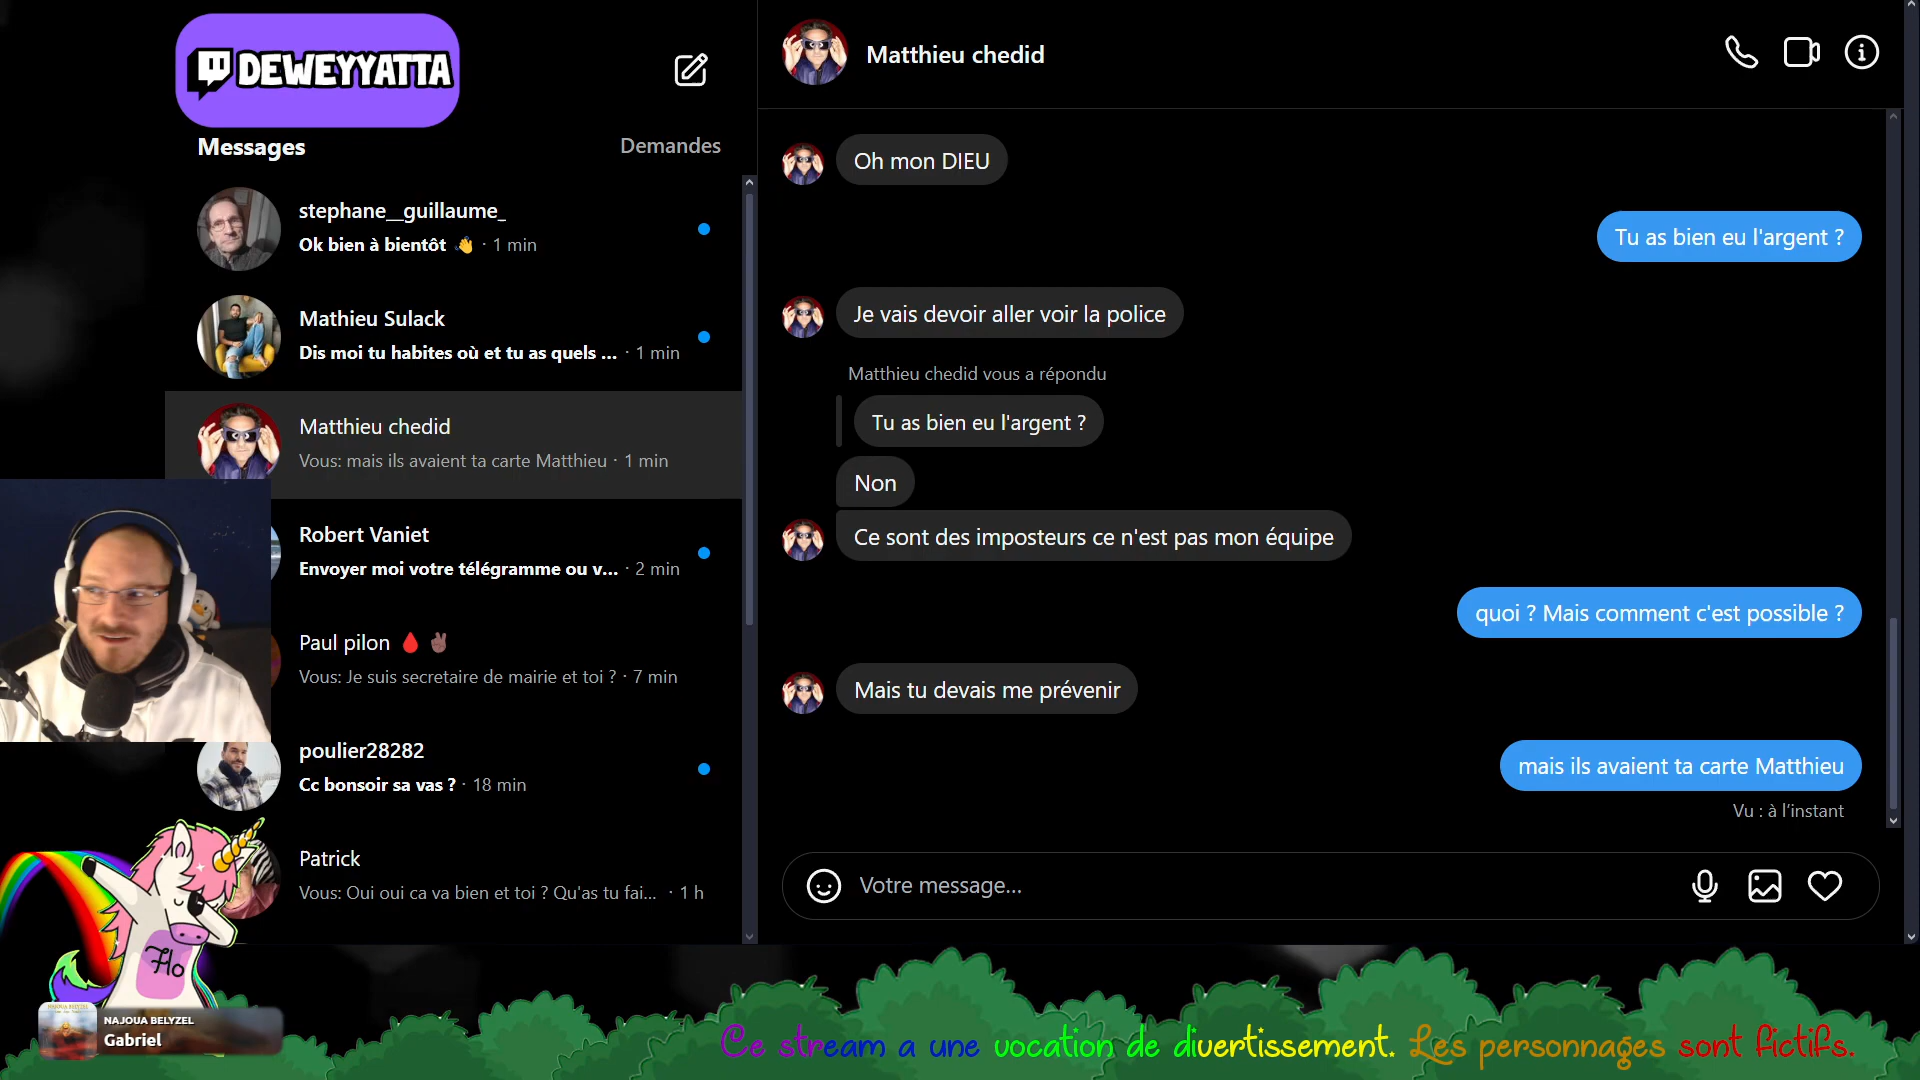 DEWEYYATTA
Messages
Demandes
stephane__guillaume_
Ok bien à bientôt 👋 · 1 min
Mathieu Sulack
Dis moi tu habites où et tu as quels ... · 1 min
Matthieu chedid
Vous: mais ils avaient ta carte Matthieu · 1 min
Robert Vaniet
Envoyer moi votre télégramme ou v... · 2 min
Paul pilon 🩸 ✌🏿
Vous: Je suis secretaire de mairie et toi ? · 7 min
poulier28282
Cc bonsoir sa vas ? · 18 min
Patrick
Vous: Oui oui ca va bien et toi ? Qu'as tu fai... · 1 h
Matthieu chedid
Oh mon DIEU
Tu as bien eu l'argent ?
Je vais devoir aller voir la police
Matthieu chedid vous a répondu
Tu as bien eu l'argent ?
Non
Ce sont des imposteurs ce n'est pas mon équipe
quoi ? Mais comment c'est possible ?
Mais tu devais me prévenir
mais ils avaient ta carte Matthieu
Vu : à l'instant
Votre message...
Flo
NAJOUA BELYZEL
Gabriel
Ce stream a une vocation de divertissement. Les personnages sont fictifs.